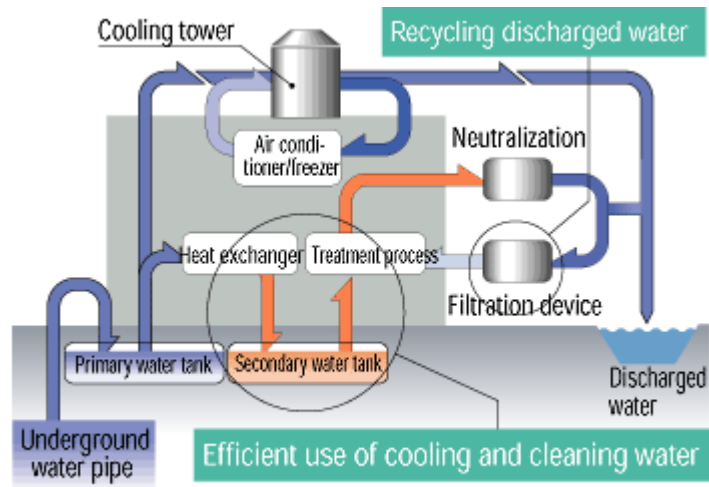 Cooling tower
Recycling discharged water
Air condi-
tioner/freezer
Neutralization
Heat exchanger
Treatment process
Filtration device
Primary water tank
Secondary water tank
Discharged
water
Underground
water pipe
Efficient use of cooling and cleaning water